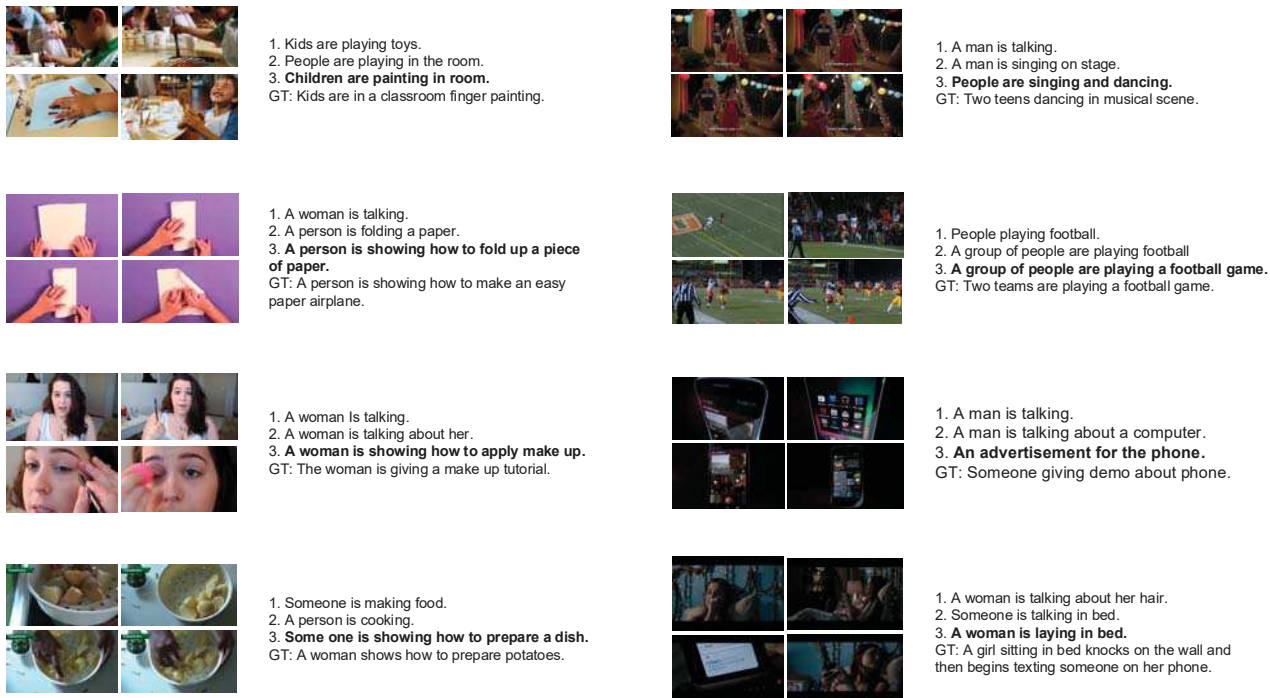 1. Kids are playing toys.
2. People are playing in the room.
3. Children are painting in room.
GT: Kids are in a classroom finger painting.
1. A man is talking.
2. A man is singing on stage.
3. People are singing and dancing.
GT: Two teens dancing in musical scene.
1. A woman is talking.
2. A person is folding a paper.
3. A person is showing how to fold up a piece
of paper.
GT: A person is showing how to make an easy
paper airplane.
1. People playing football.
2. A group of people are playing football
3. A group of people are playing a football game.
GT: Two teams are playing a football game.
1. A woman Is talking.
2. A woman is talking about her.
3. A woman is showing how to apply make up.
GT: The woman is giving a make up tutorial.
1. A man is talking.
2. A man is talking about a computer.
3. An advertisement for the phone.
GT: Someone giving demo about phone.
1. Someone is making food.
2. A person is cooking.
3. Some one is showing how to prepare a dish.
GT: A woman shows how to prepare potatoes.
1. A woman is talking about her hair.
2. Someone is talking in bed.
3. A woman is laying in bed.
GT: A girl sitting in bed knocks on the wall and
then begins texting someone on her phone.